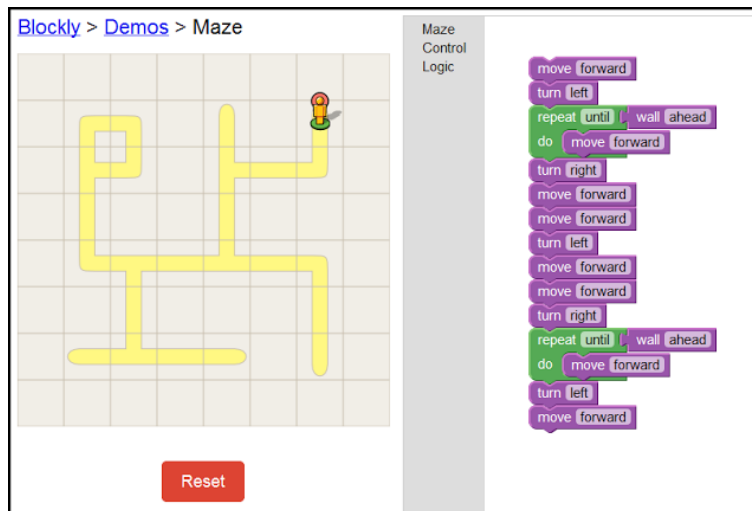 Blockly > Demos > Maze
Reset
Maze
Control
Logic
move forward
turn left
repeat until wall ahead
do move forward
turn right
move forward
move forward
turn left
move forward
move forward
turn right
repeat until wall ahead
do move forward
turn left
move forward